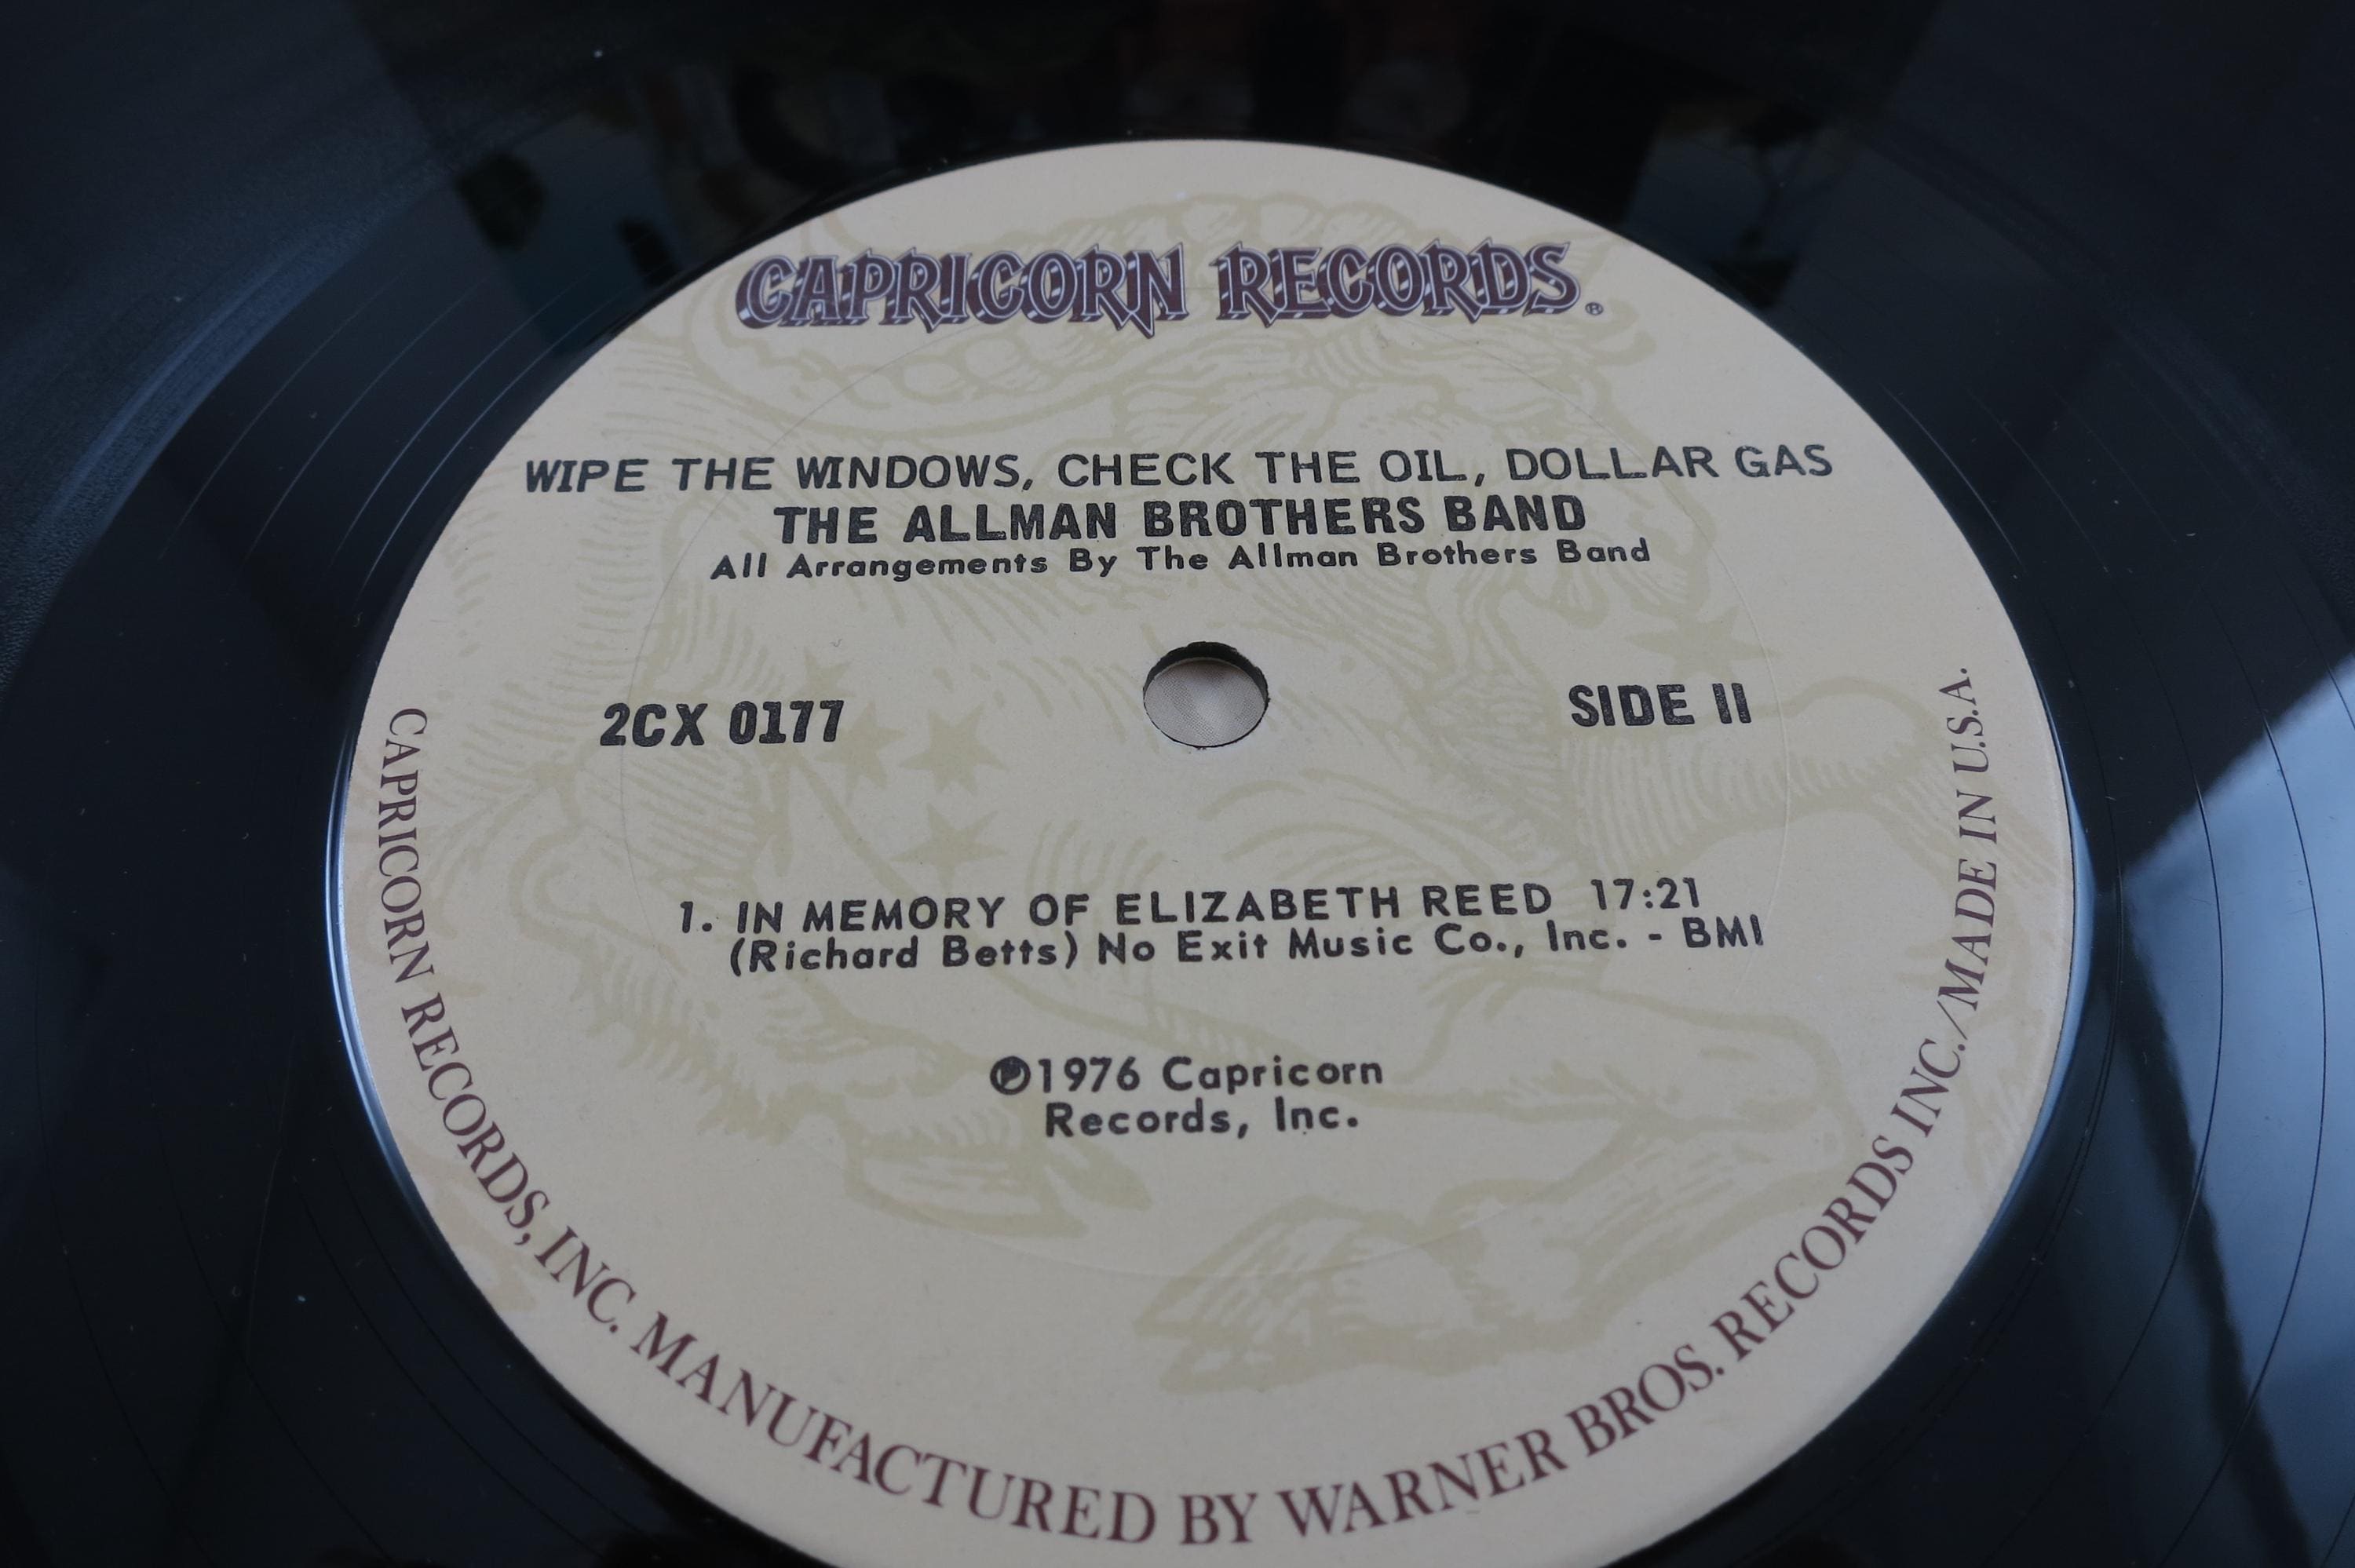 CAPRICORN RECORDS®
WIPE THE WINDOWS, CHECK THE OIL, DOLLAR GAS
THE ALLMAN BROTHERS BAND
All Arrangements By The Allman Brothers Band
2CX 0177
SIDE II
1. IN MEMORY OF ELIZABETH REED 17:21
(Richard Betts) No Exit Music Co., Inc. - BMI
℗1976 Capricorn
Records, Inc.
CAPRICORN RECORDS, INC. MANUFACTURED BY WARNER BROS. RECORDS INC./MADE IN U.S.A.